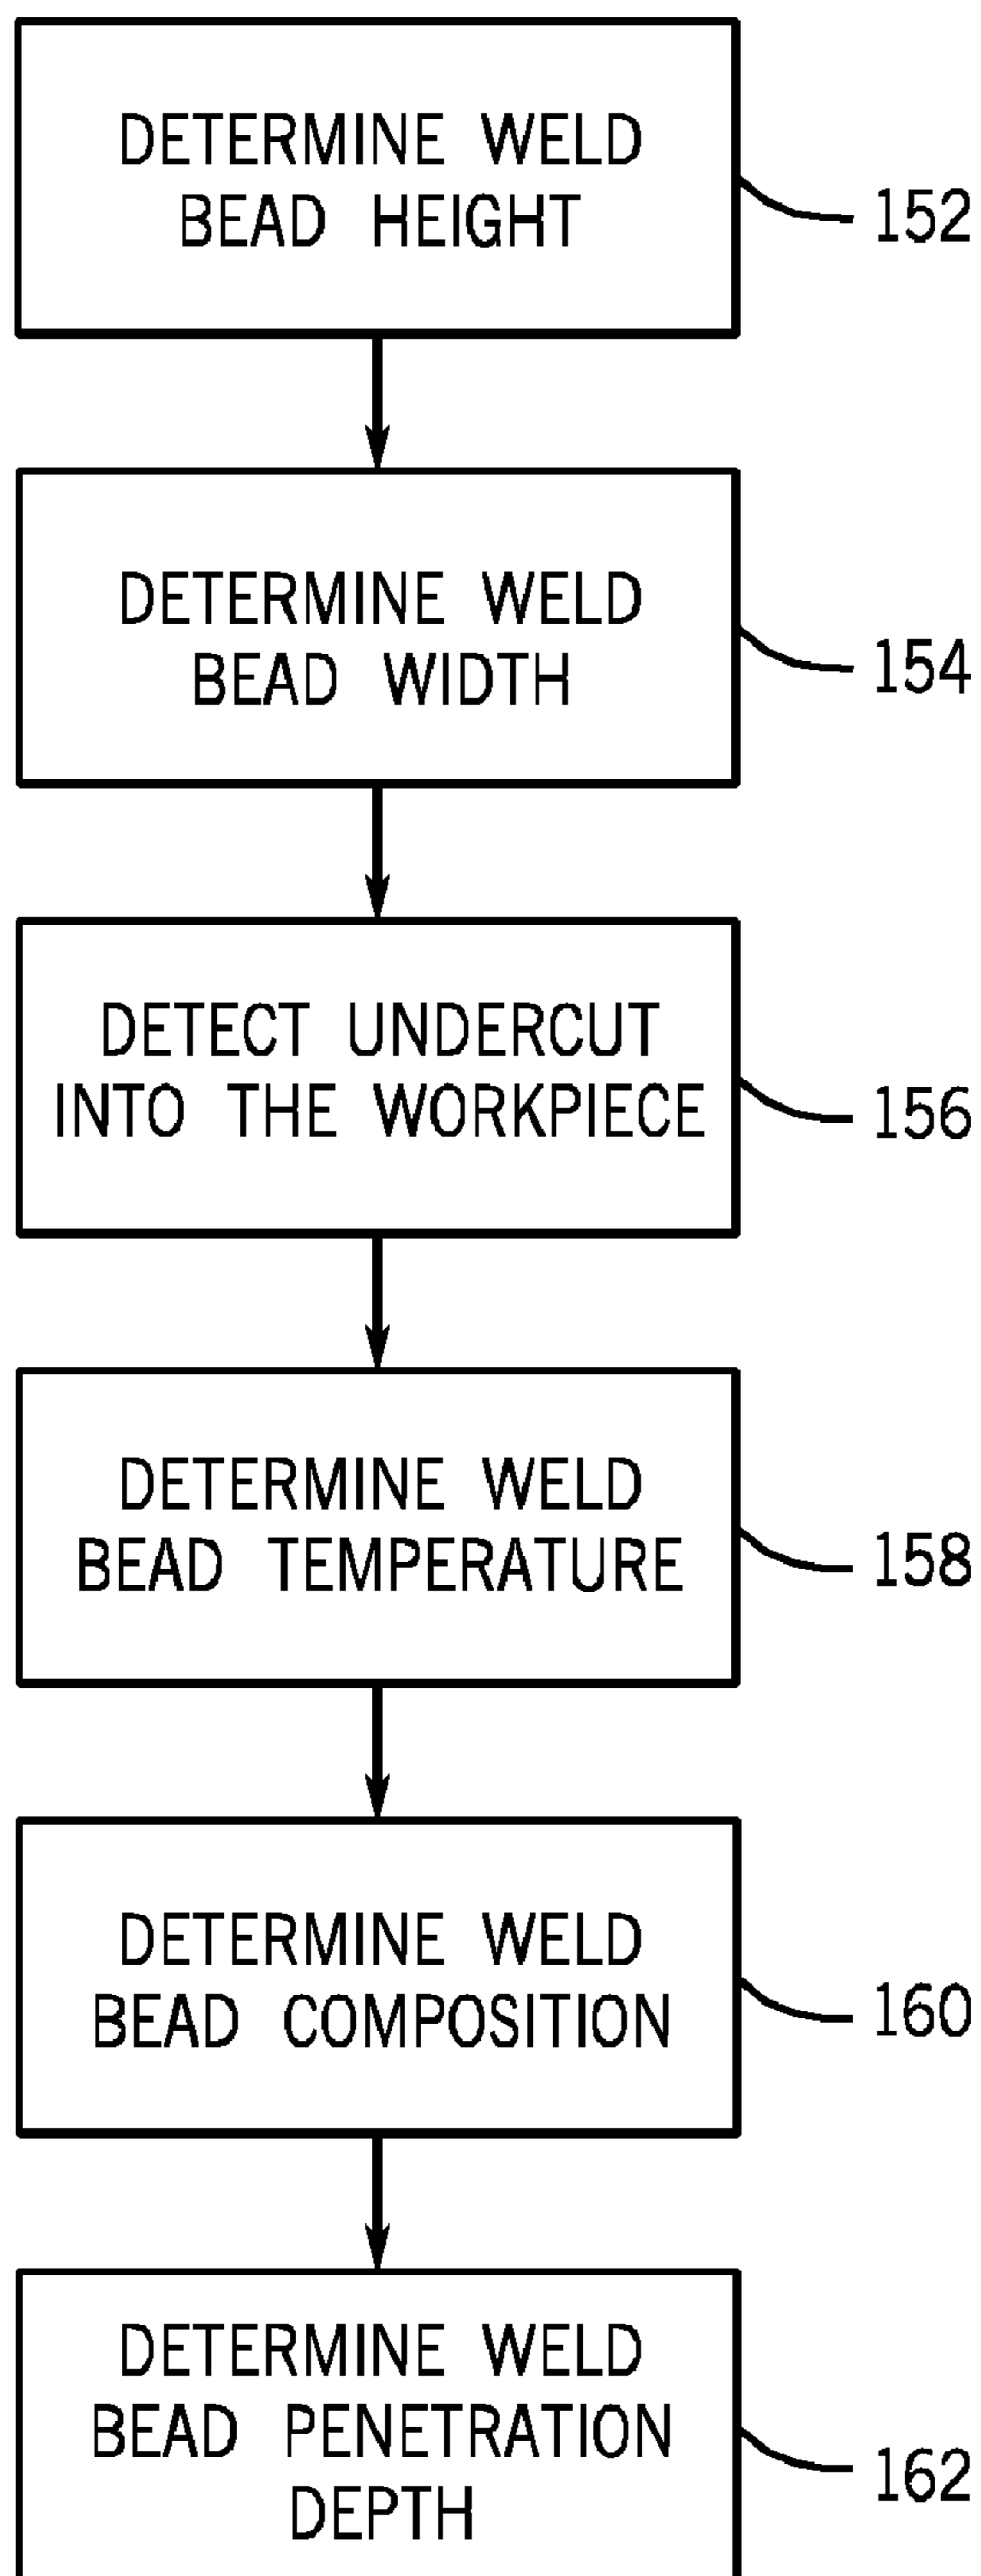 DETERMINE WELD
BEAD HEIGHT
152
DETERMINE WELD
BEAD WIDTH
154
DETECT UNDERCUT
INTO THE WORKPIECE
156
DETERMINE WELD
BEAD TEMPERATURE
158
DETERMINE WELD
BEAD COMPOSITION
160
DETERMINE WELD
BEAD PENETRATION
DEPTH
162